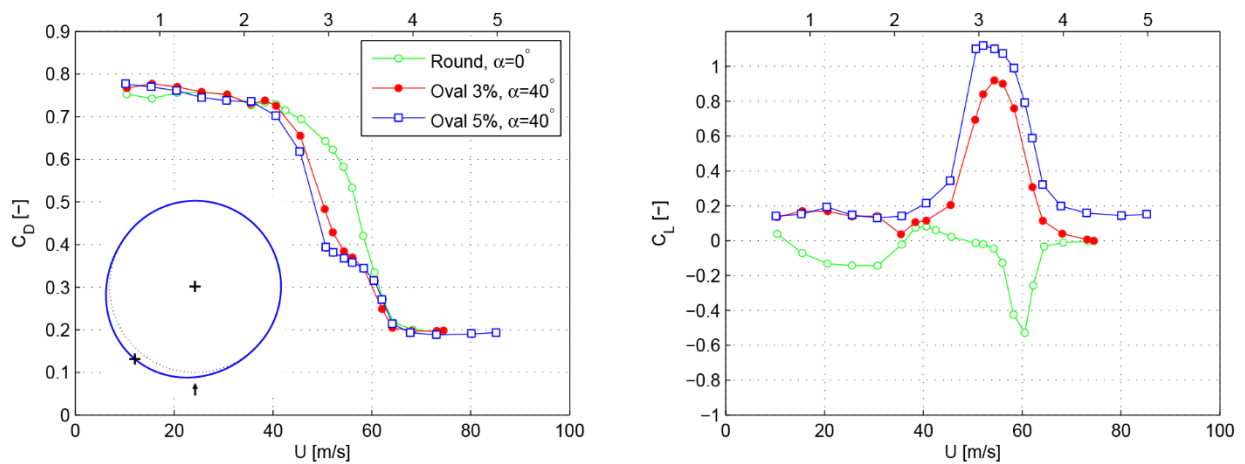 1 2 3 4 5
0.9
0.8
0.7
0.6
0.5
0.4
0.3
0.2
0.1
0
C_D [−]
Round, α=0°
Oval 3%, α=40°
Oval 5%, α=40°
0 20 40 60 80 100
U [m/s]
1 2 3 4 5
1
0.8
0.6
0.4
0.2
0
−0.2
−0.4
−0.6
−0.8
−1
C_L [−]
0 20 40 60 80 100
U [m/s]